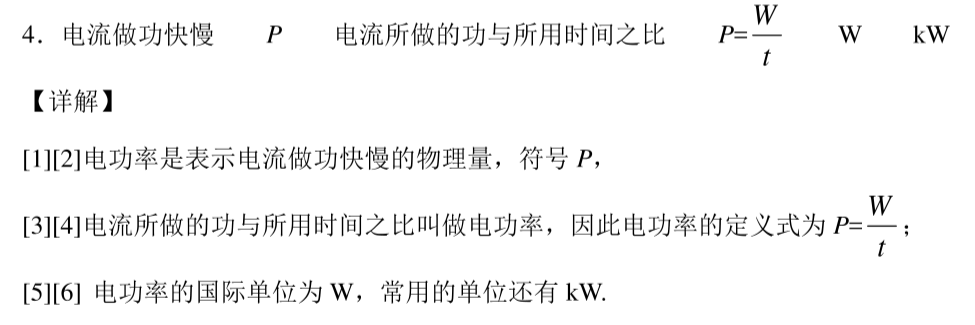 4．电流做功快慢 P 电流所做的功与所用时间之比 P=W/t W kW
【详解】
[1][2]电功率是表示电流做功快慢的物理量，符号 P，
[3][4]电流所做的功与所用时间之比叫做电功率，因此电功率的定义式为 P=W/t；
[5][6] 电功率的国际单位为 W，常用的单位还有 kW.